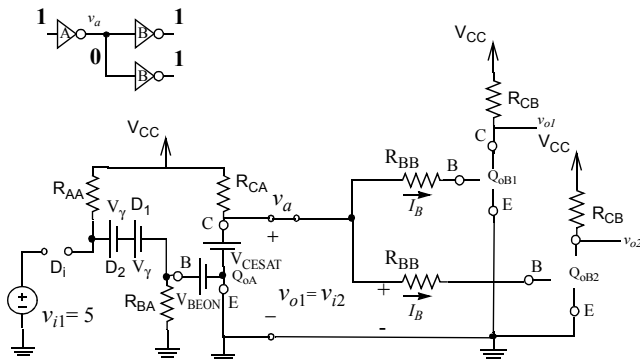 1 v_a 1
A B
0 1
B
V_CC
R_CB
v_o1
V_CC
C
V_CC
R_BB
B
Q_oB1
R_AA
R_CA
v_a
I_B
E
R_CB
V_γ D_1
C
+
v_o2
R_BB
B
Q_oB2
D_i
D_2 V_γ
V_CESAT
B
Q_oA
+
I_B
E
R_BA
V_BEON
E
v_o1 = v_i2
v_i1 = 5
−
-